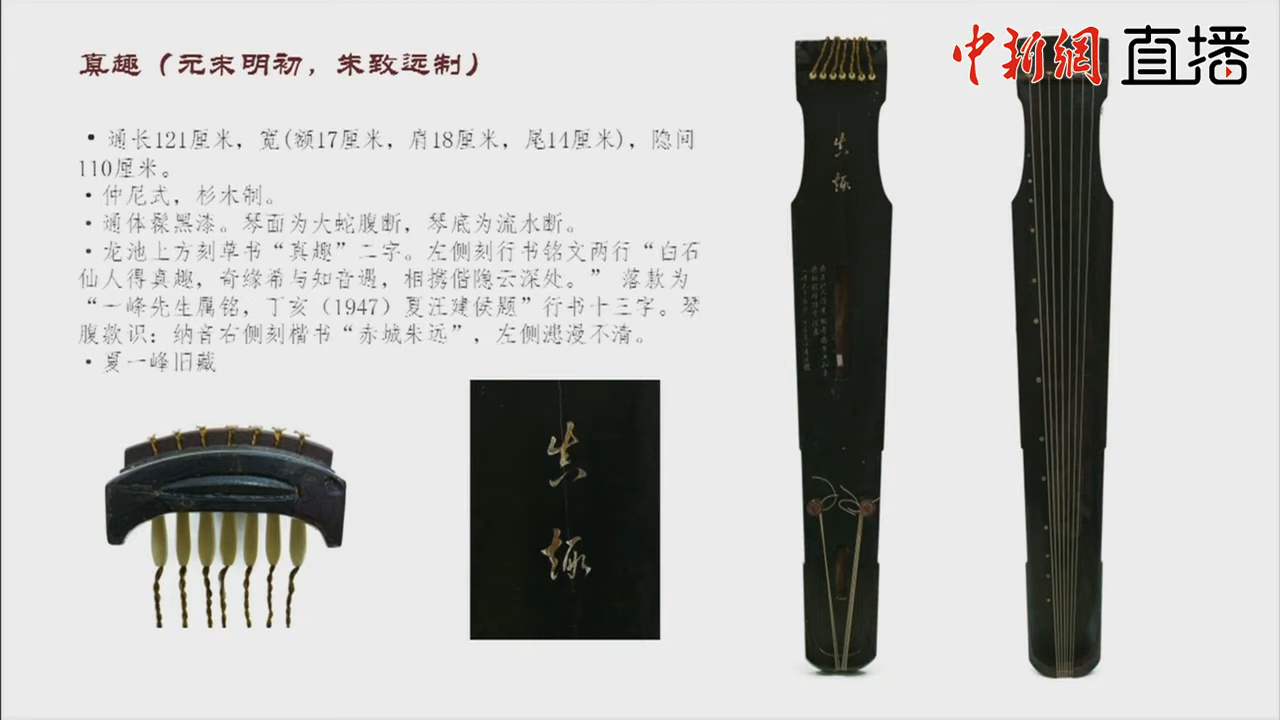 真趣（元末明初，朱致远制）
中新網 直播
• 通长121厘米，宽(额17厘米，肩18厘米，尾14厘米)，隐间
110厘米。
• 仲尼式，杉木制。
• 通体髹黑漆。琴面为大蛇腹断，琴底为流水断。
• 龙池上方刻草书“真趣”二字。左侧刻行书铭文两行“白石
仙人得真趣，奇缘希与知音遇，相携偕隐云深处。” 落款为
“一峰先生属铭，丁亥（1947）夏汪建侯题”行书十三字。琴
腹款识：纳音右侧刻楷书“赤城朱远”，左侧漶漫不清。
• 夏一峰旧藏
真趣
真趣